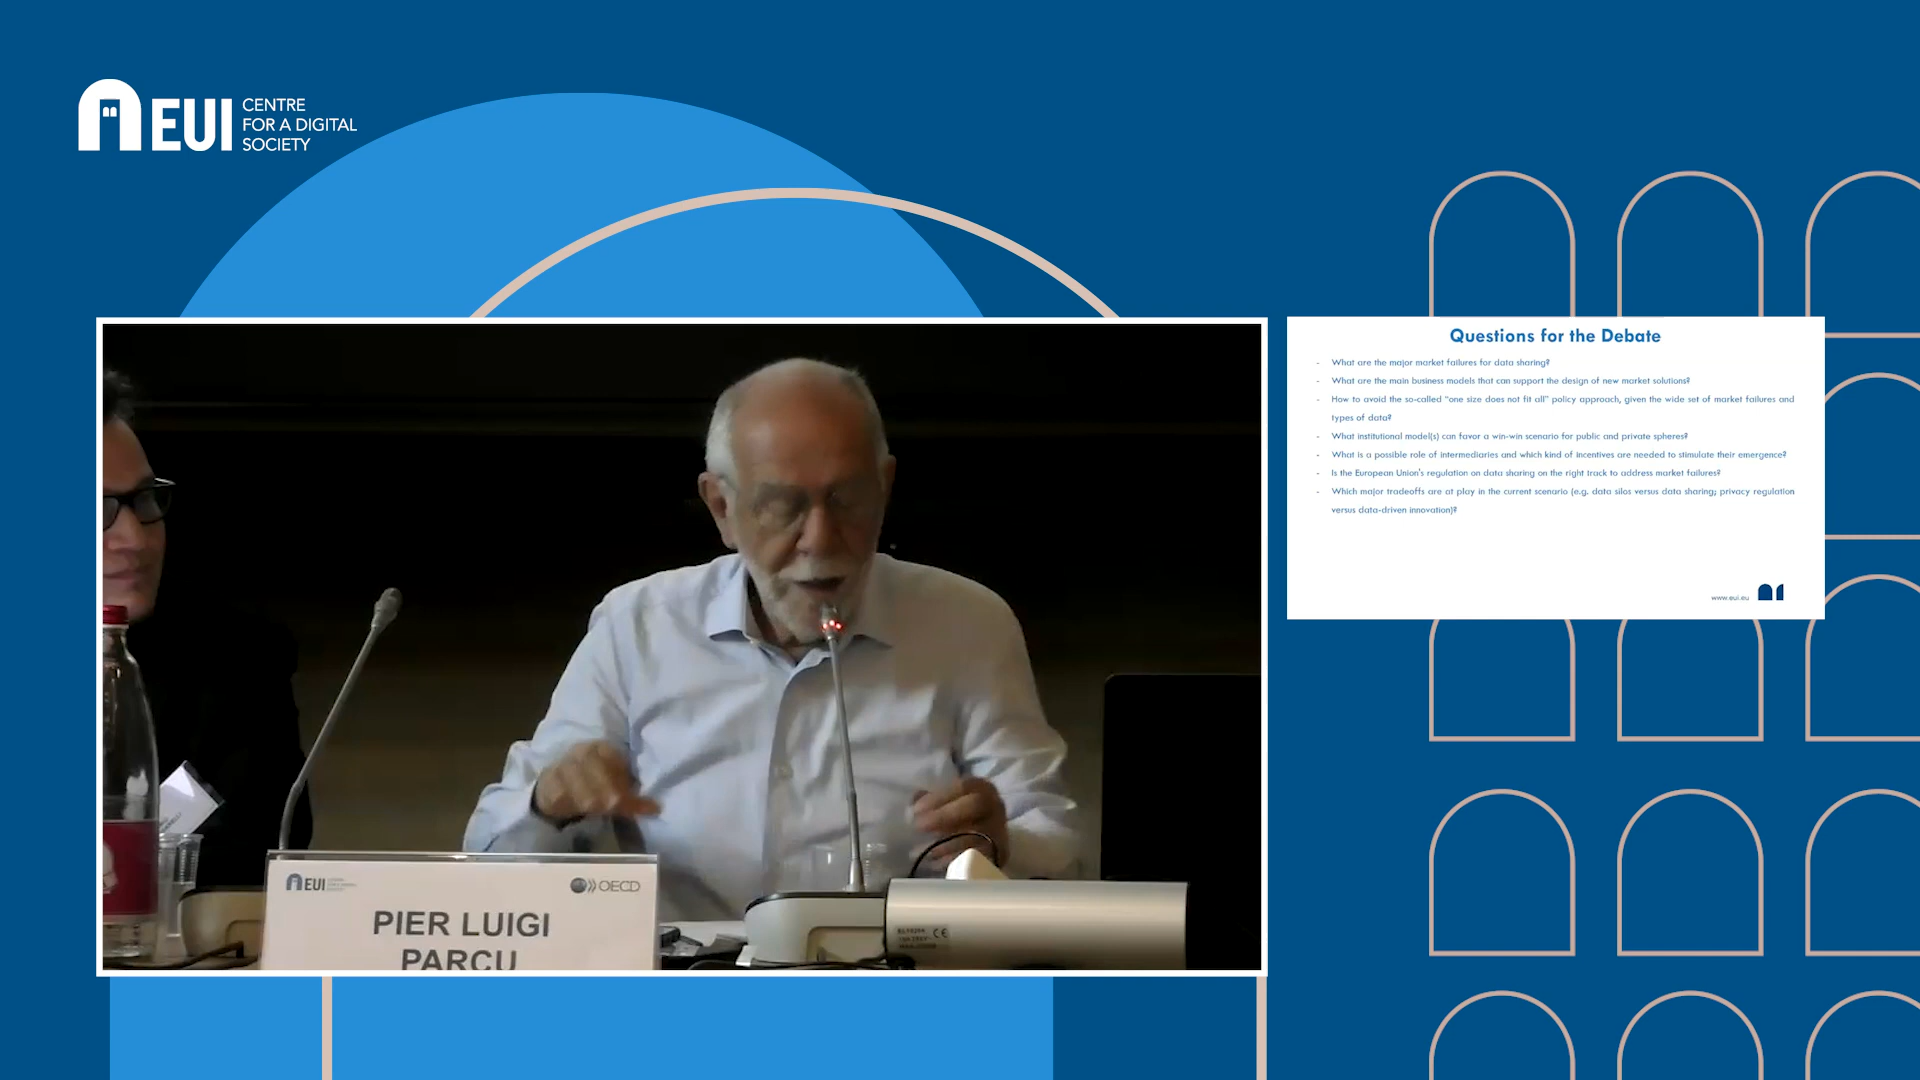 EUI
CENTRE
FOR A DIGITAL
SOCIETY
Questions for the Debate
- What are the major market failures for data sharing?
- What are the main business models that can support the design of new market solutions?
- How to avoid the so-called “one size does not fit all” policy approach, given the wide set of market failures and
types of data?
- What institutional model(s) can favor a win-win scenario for public and private spheres?
- What is a possible role of intermediaries and which kind of incentives are needed to stimulate their emergence?
- Is the European Union's regulation on data sharing on the right track to address market failures?
- Which major tradeoffs are at play in the current scenario (e.g. data silos versus data sharing; privacy regulation
versus data-driven innovation)?
www.eui.eu
EUI
OECD
PIER LUIGI
PARCU
CE